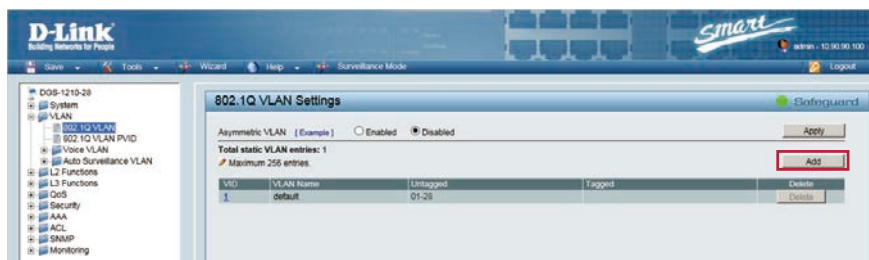 D-Link
Building Networks for People
smart
admin - 10.90.90.100
Save
Tools
Wizard
Help
Surveillance Mode
Logout
DGS-1210-28
System
VLAN
802.1Q VLAN
802.1Q VLAN PVID
Voice VLAN
Auto Surveillance VLAN
L2 Functions
L3 Functions
QoS
Security
AAA
ACL
SNMP
Monitoring
802.1Q VLAN Settings
Safeguard
Asymmetric VLAN [Example] Enabled Disabled Apply
Total static VLAN entries: 1
Maximum 256 entries. Add
VID VLAN Name Untagged Tagged Delete
1 default 01-28 Delete